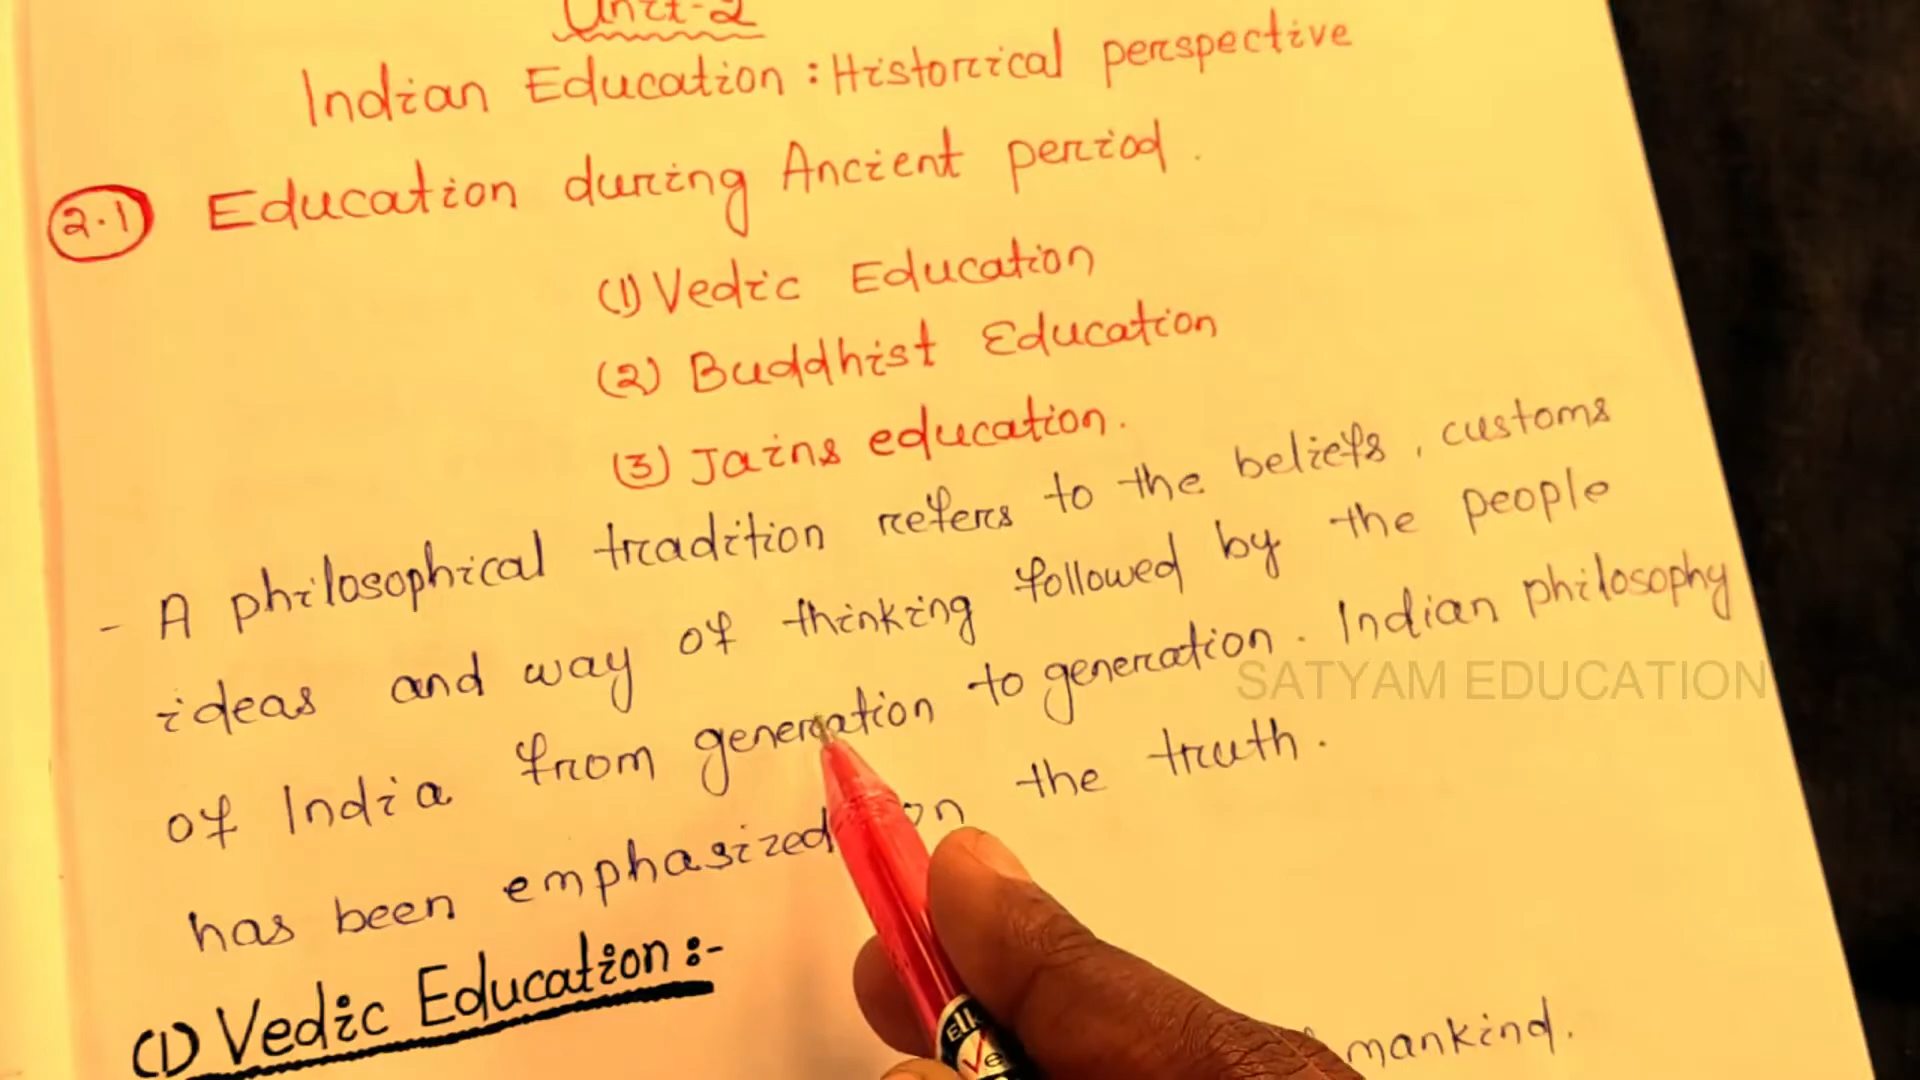 Unit-2
Indian Education : Historical perspective
2.1 Education during Ancient period.
(1) Vedic Education
(2) Buddhist Education
(3) Jains education.
- A philosophical tradition refers to the beliefs, customs
ideas and way of thinking followed by the people
of India from generation to generation. Indian philosophy
SATYAM EDUCATION
has been emphasized on the truth.
(1) Vedic Education :-
mankind.